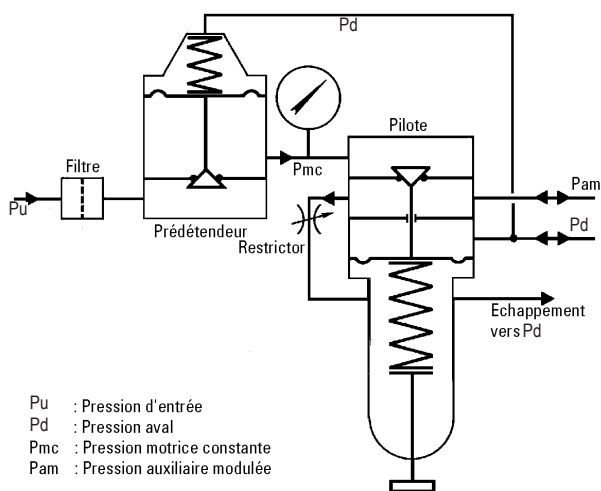 Pd
Pilote
Filtre
Pmc
Pu
Pam
Prédétendeur
Restrictor
Pd
Echappement
vers Pd
Pu : Pression d'entrée
Pd : Pression aval
Pmc : Pression motrice constante
Pam : Pression auxiliaire modulée